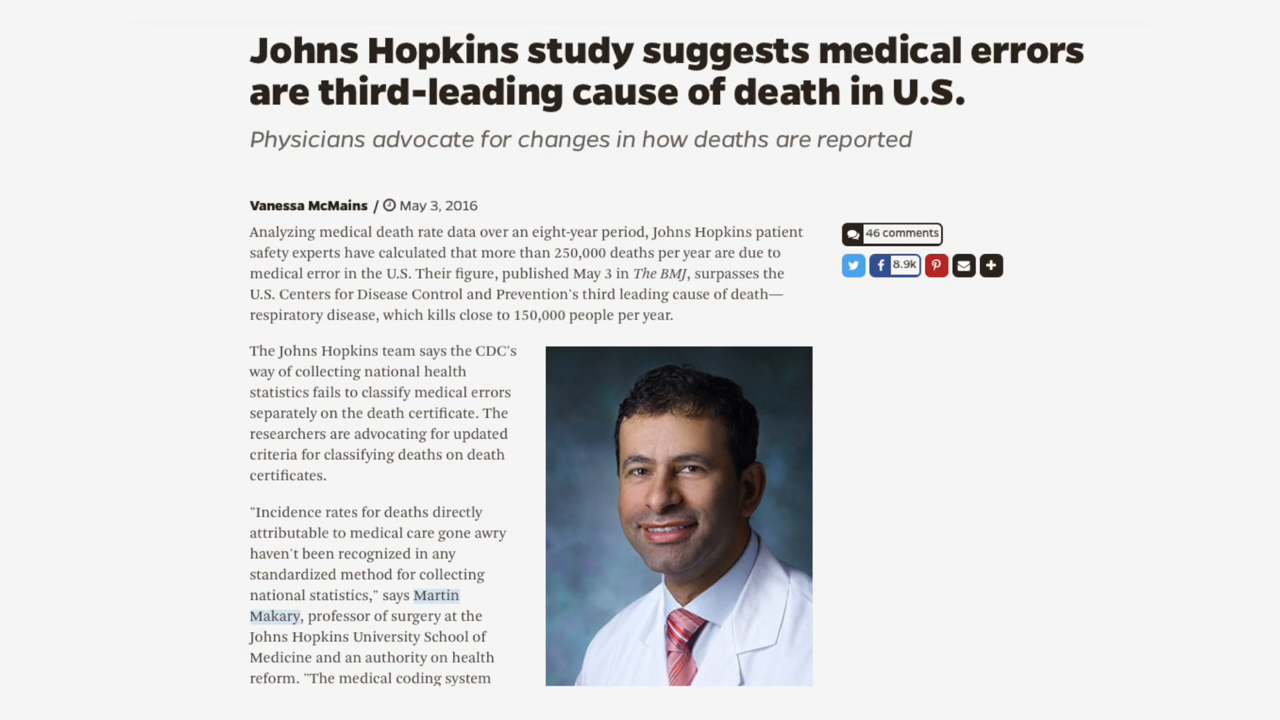 Johns Hopkins study suggests medical errors
are third-leading cause of death in U.S.
Physicians advocate for changes in how deaths are reported
Vanessa McMains / May 3, 2016
Analyzing medical death rate data over an eight-year period, Johns Hopkins patient
safety experts have calculated that more than 250,000 deaths per year are due to
medical error in the U.S. Their figure, published May 3 in The BMJ, surpasses the
U.S. Centers for Disease Control and Prevention's third leading cause of death—
respiratory disease, which kills close to 150,000 people per year.
46 comments
8.9k
The Johns Hopkins team says the CDC's
way of collecting national health
statistics fails to classify medical errors
separately on the death certificate. The
researchers are advocating for updated
criteria for classifying deaths on death
certificates.
"Incidence rates for deaths directly
attributable to medical care gone awry
haven't been recognized in any
standardized method for collecting
national statistics," says Martin
Makary, professor of surgery at the
Johns Hopkins University School of
Medicine and an authority on health
reform. "The medical coding system